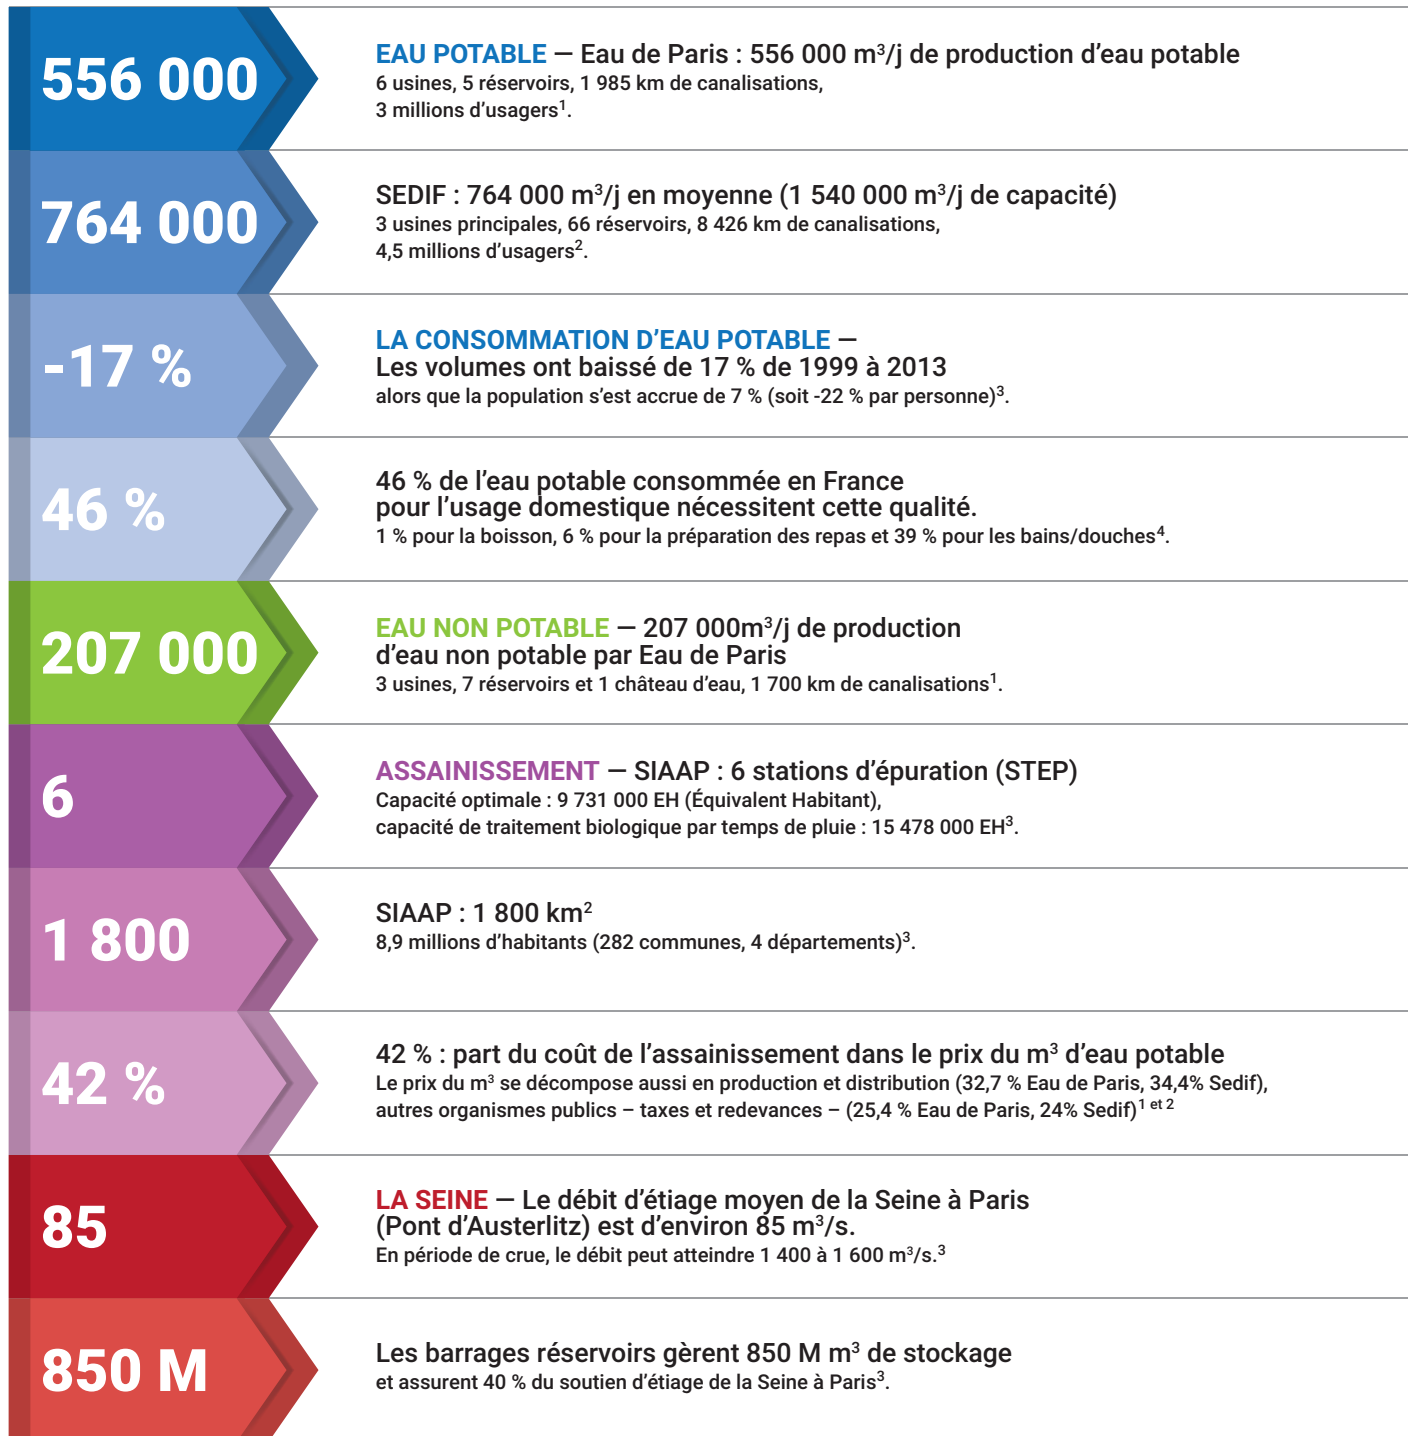 556 000
EAU POTABLE — Eau de Paris : 556 000 m³/j de production d’eau potable
6 usines, 5 réservoirs, 1 985 km de canalisations,
3 millions d’usagers¹.
764 000
SEDIF : 764 000 m³/j en moyenne (1 540 000 m³/j de capacité)
3 usines principales, 66 réservoirs, 8 426 km de canalisations,
4,5 millions d’usagers².
-17 %
LA CONSOMMATION D’EAU POTABLE —
Les volumes ont baissé de 17 % de 1999 à 2013
alors que la population s’est accrue de 7 % (soit -22 % par personne)³.
46 %
46 % de l’eau potable consommée en France
pour l’usage domestique nécessitent cette qualité.
1 % pour la boisson, 6 % pour la préparation des repas et 39 % pour les bains/douches⁴.
207 000
EAU NON POTABLE — 207 000m³/j de production
d’eau non potable par Eau de Paris
3 usines, 7 réservoirs et 1 château d’eau, 1 700 km de canalisations¹.
6
ASSAINISSEMENT — SIAAP : 6 stations d’épuration (STEP)
Capacité optimale : 9 731 000 EH (Équivalent Habitant),
capacité de traitement biologique par temps de pluie : 15 478 000 EH³.
1 800
SIAAP : 1 800 km²
8,9 millions d’habitants (282 communes, 4 départements)³.
42 %
42 % : part du coût de l’assainissement dans le prix du m³ d’eau potable
Le prix du m³ se décompose aussi en production et distribution (32,7 % Eau de Paris, 34,4% Sedif),
autres organismes publics – taxes et redevances – (25,4 % Eau de Paris, 24% Sedif)¹ ᵉᵗ ²
85
LA SEINE — Le débit d’étiage moyen de la Seine à Paris
(Pont d’Austerlitz) est d’environ 85 m³/s.
En période de crue, le débit peut atteindre 1 400 à 1 600 m³/s.³
850 M
Les barrages réservoirs gèrent 850 M m³ de stockage
et assurent 40 % du soutien d’étiage de la Seine à Paris³.